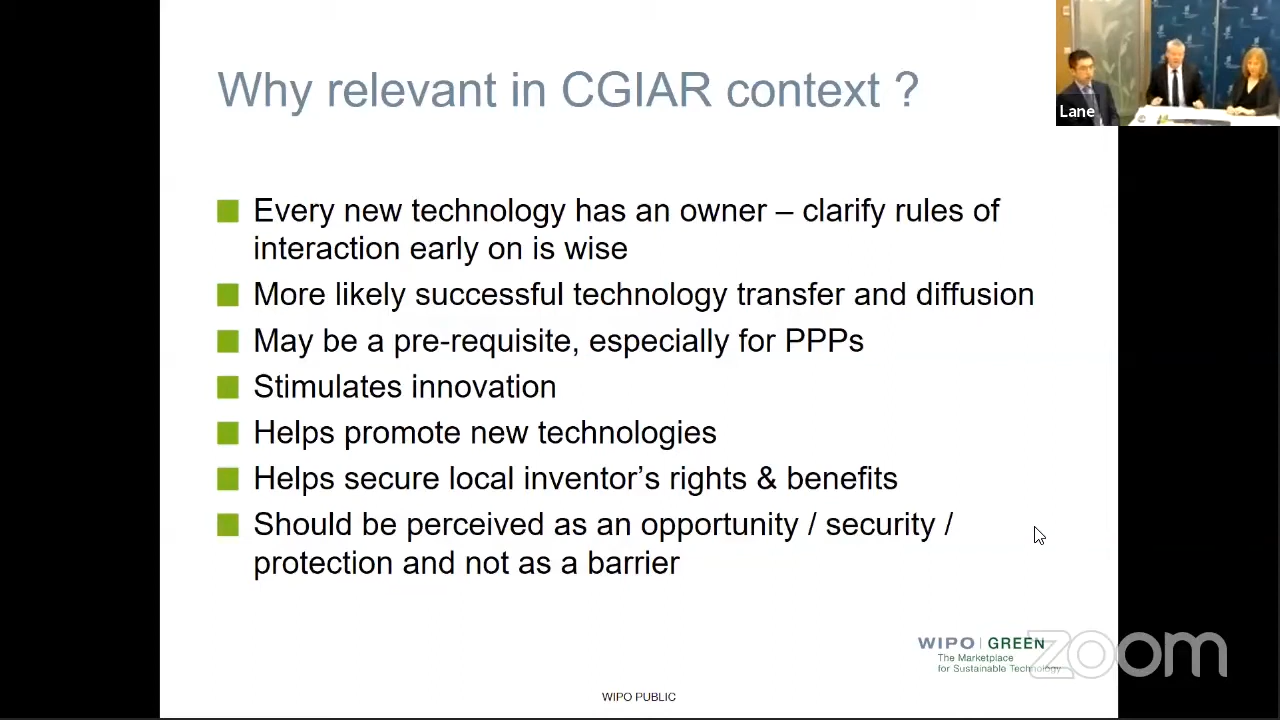 Why relevant in CGIAR context ?
Lane
Every new technology has an owner – clarify rules of
interaction early on is wise
More likely successful technology transfer and diffusion
May be a pre-requisite, especially for PPPs
Stimulates innovation
Helps promote new technologies
Helps secure local inventor's rights & benefits
Should be perceived as an opportunity / security /
protection and not as a barrier
WIPO | GREEN
The Marketplace
for Sustainable Technology
zoom
WIPO PUBLIC